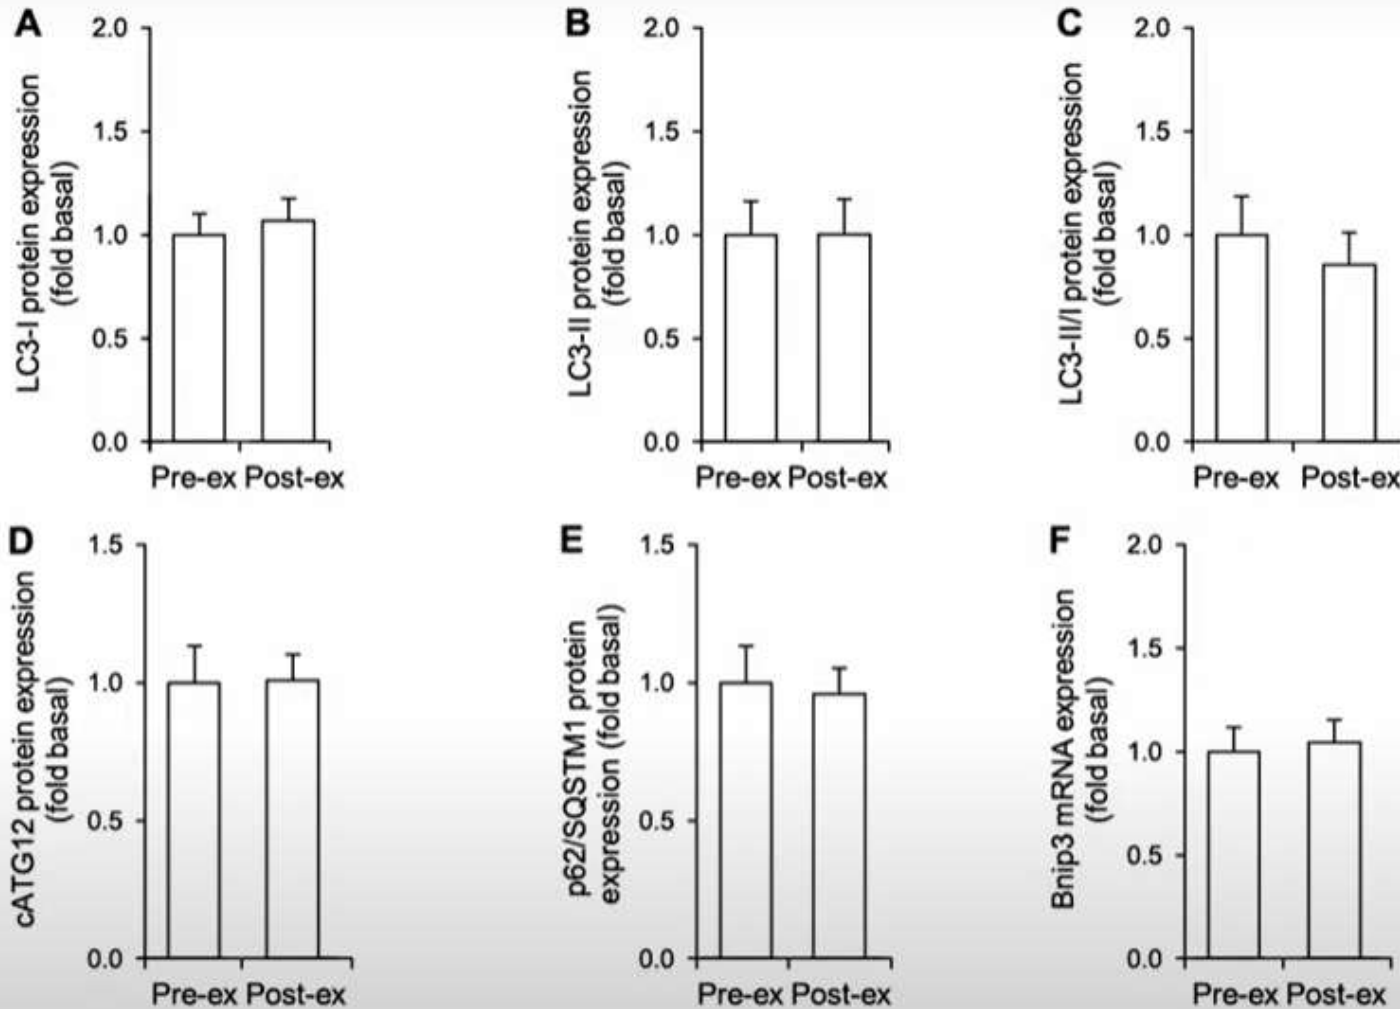 A
LC3-I protein expression
(fold basal)
2.0
1.5
1.0
0.5
0.0
Pre-ex Post-ex
B
LC3-II protein expression
(fold basal)
2.0
1.5
1.0
0.5
0.0
Pre-ex Post-ex
C
LC3-II/I protein expression
(fold basal)
2.0
1.5
1.0
0.5
0.0
Pre-ex Post-ex
D
cATG12 protein expression
(fold basal)
1.5
1.0
0.5
0.0
Pre-ex Post-ex
E
p62/SQSTM1 protein
expression (fold basal)
1.5
1.0
0.5
0.0
Pre-ex Post-ex
F
Bnip3 mRNA expression
(fold basal)
2.0
1.5
1.0
0.5
0.0
Pre-ex Post-ex